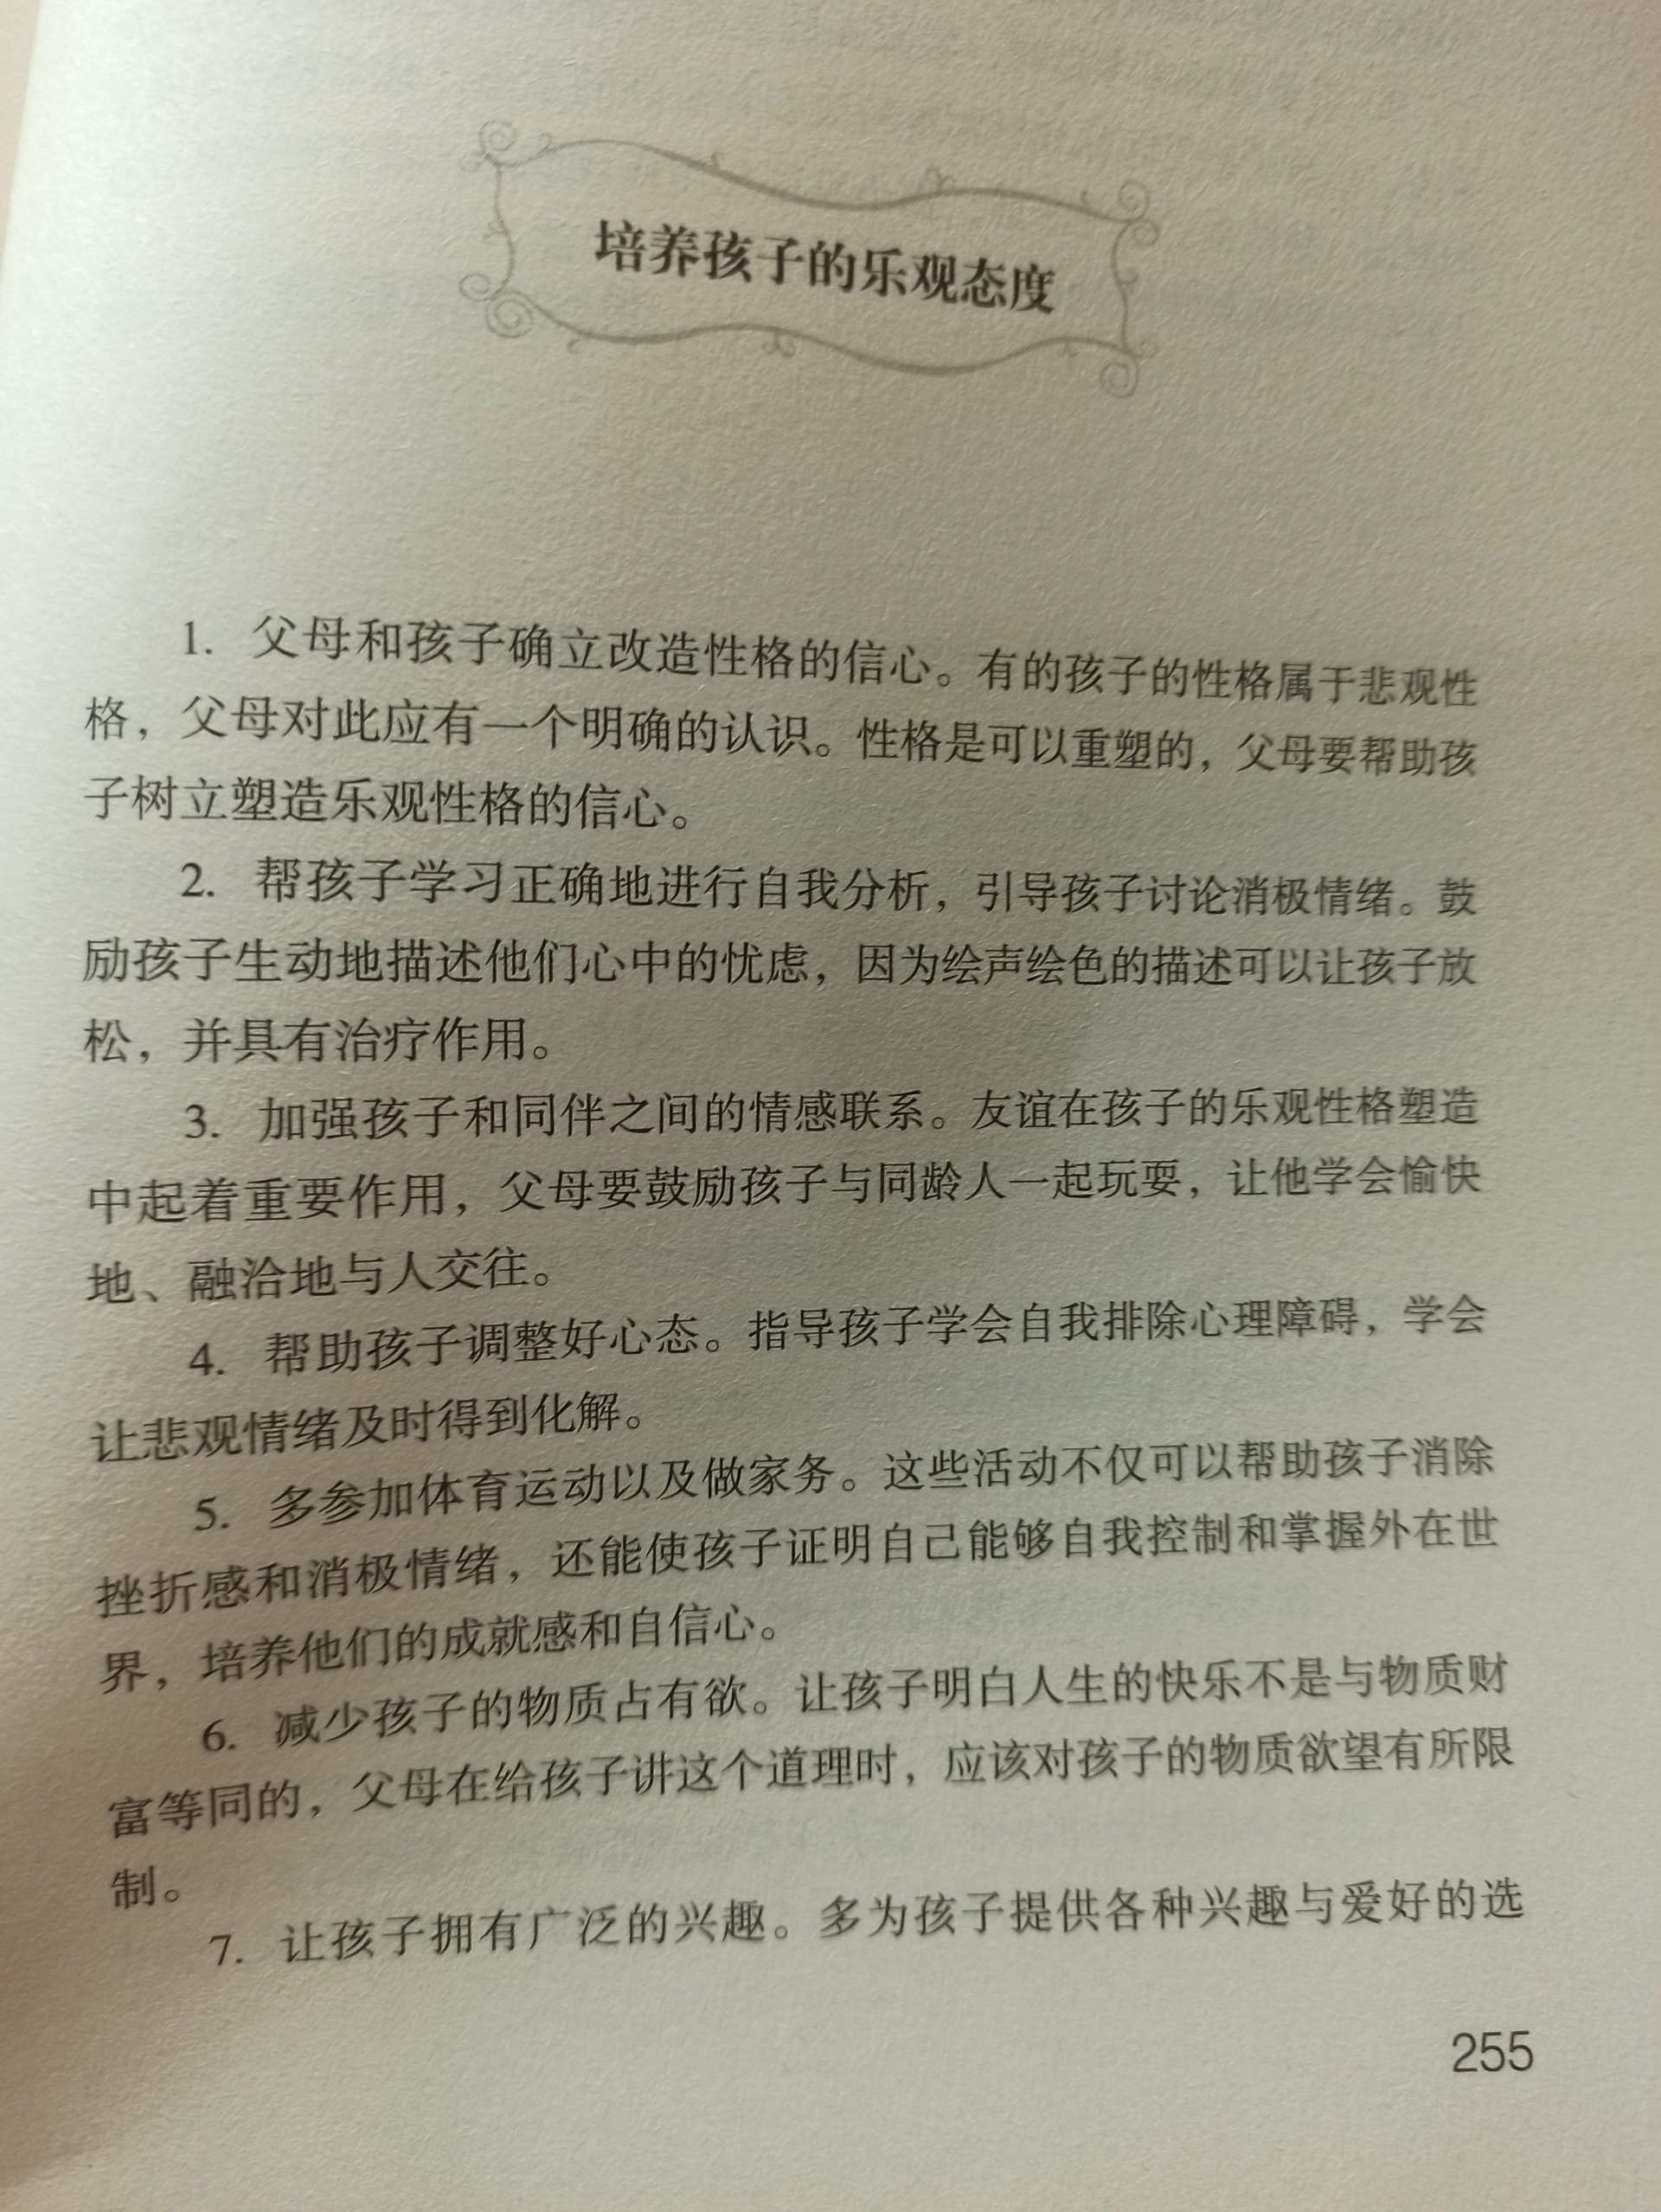 培养孩子的乐观态度
1. 父母和孩子确立改造性格的信心。有的孩子的性格属于悲观性
格，父母对此应有一个明确的认识。性格是可以重塑的，父母要帮助孩
子树立塑造乐观性格的信心。
2. 帮孩子学习正确地进行自我分析，引导孩子讨论消极情绪。鼓
励孩子生动地描述他们心中的忧虑，因为绘声绘色的描述可以让孩子放
松，并具有治疗作用。
3. 加强孩子和同伴之间的情感联系。友谊在孩子的乐观性格塑造
中起着重要作用，父母要鼓励孩子与同龄人一起玩耍，让他学会愉快
地、融洽地与人交往。
4. 帮助孩子调整好心态。指导孩子学会自我排除心理障碍，学会
让悲观情绪及时得到化解。
5. 多参加体育运动以及做家务。这些活动不仅可以帮助孩子消除
挫折感和消极情绪，还能使孩子证明自己能够自我控制和掌握外在世
界，培养他们的成就感和自信心。
6. 减少孩子的物质占有欲。让孩子明白人生的快乐不是与物质财
富等同的，父母在给孩子讲这个道理时，应该对孩子的物质欲望有所限
制。
7. 让孩子拥有广泛的兴趣。多为孩子提供各种兴趣与爱好的选
255